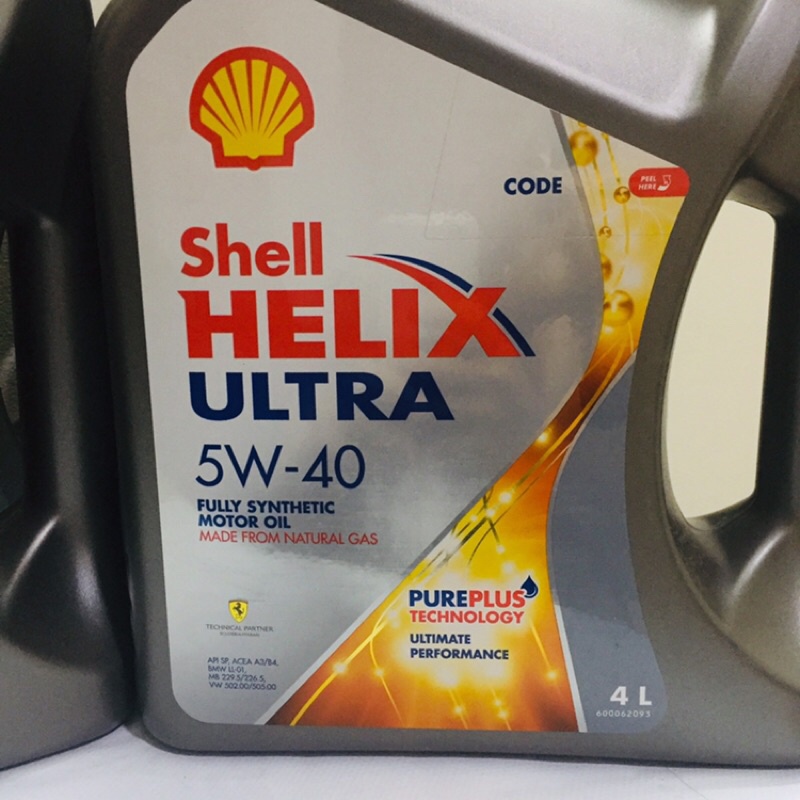 CODE
PEEL
HERE
Shell
HELIX
ULTRA
5W-40
FULLY SYNTHETIC
MOTOR OIL
MADE FROM NATURAL GAS
PUREPLUS
TECHNOLOGY
ULTIMATE
PERFORMANCE
TECHNICAL PARTNER
API SP, ACEA A3/B4,
BMW LL-01,
MB 229.5/226.5,
VW 502.00/505.00
4 L
600062093